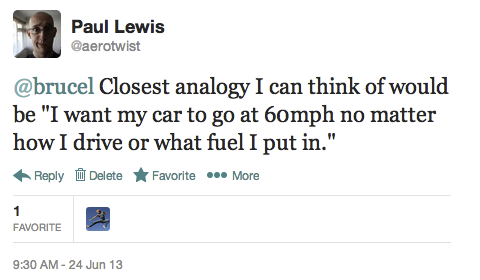 Paul Lewis
@aerotwist
@brucel Closest analogy I can think of would
be "I want my car to go at 60mph no matter
how I drive or what fuel I put in."
Reply Delete Favorite More
1
FAVORITE
9:30 AM - 24 Jun 13